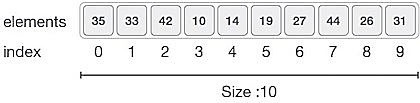 elements 35 33 42 10 14 19 27 44 26 31
index 0 1 2 3 4 5 6 7 8 9
Size :10